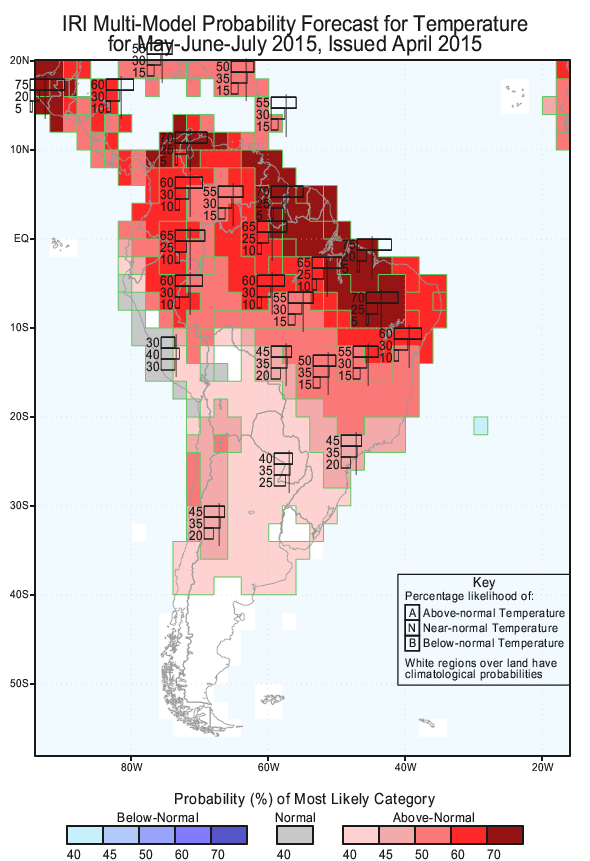 IRI Multi-Model Probability Forecast for Temperature
for May-June-July 2015, Issued April 2015
20N
10N
EQ
10S
20S
30S
40S
50S
80W
60W
40W
20W
30
15
50
35
15
75
20
5
60
30
10
55
30
15
60
30
10
55
30
15
65
25
10
65
25
10
60
30
10
60
30
10
65
25
10
55
30
15
70
25
5
60
30
10
30
40
30
45
35
20
50
35
15
55
30
15
45
35
20
40
35
25
45
35
20
Key
Percentage likelihood of:
A Above-normal Temperature
N Near-normal Temperature
B Below-normal Temperature
White regions over land have
climatological probabilities
Probability (%) of Most Likely Category
Below-Normal Normal Above-Normal
40 45 50 60 70 40 40 45 50 60 70